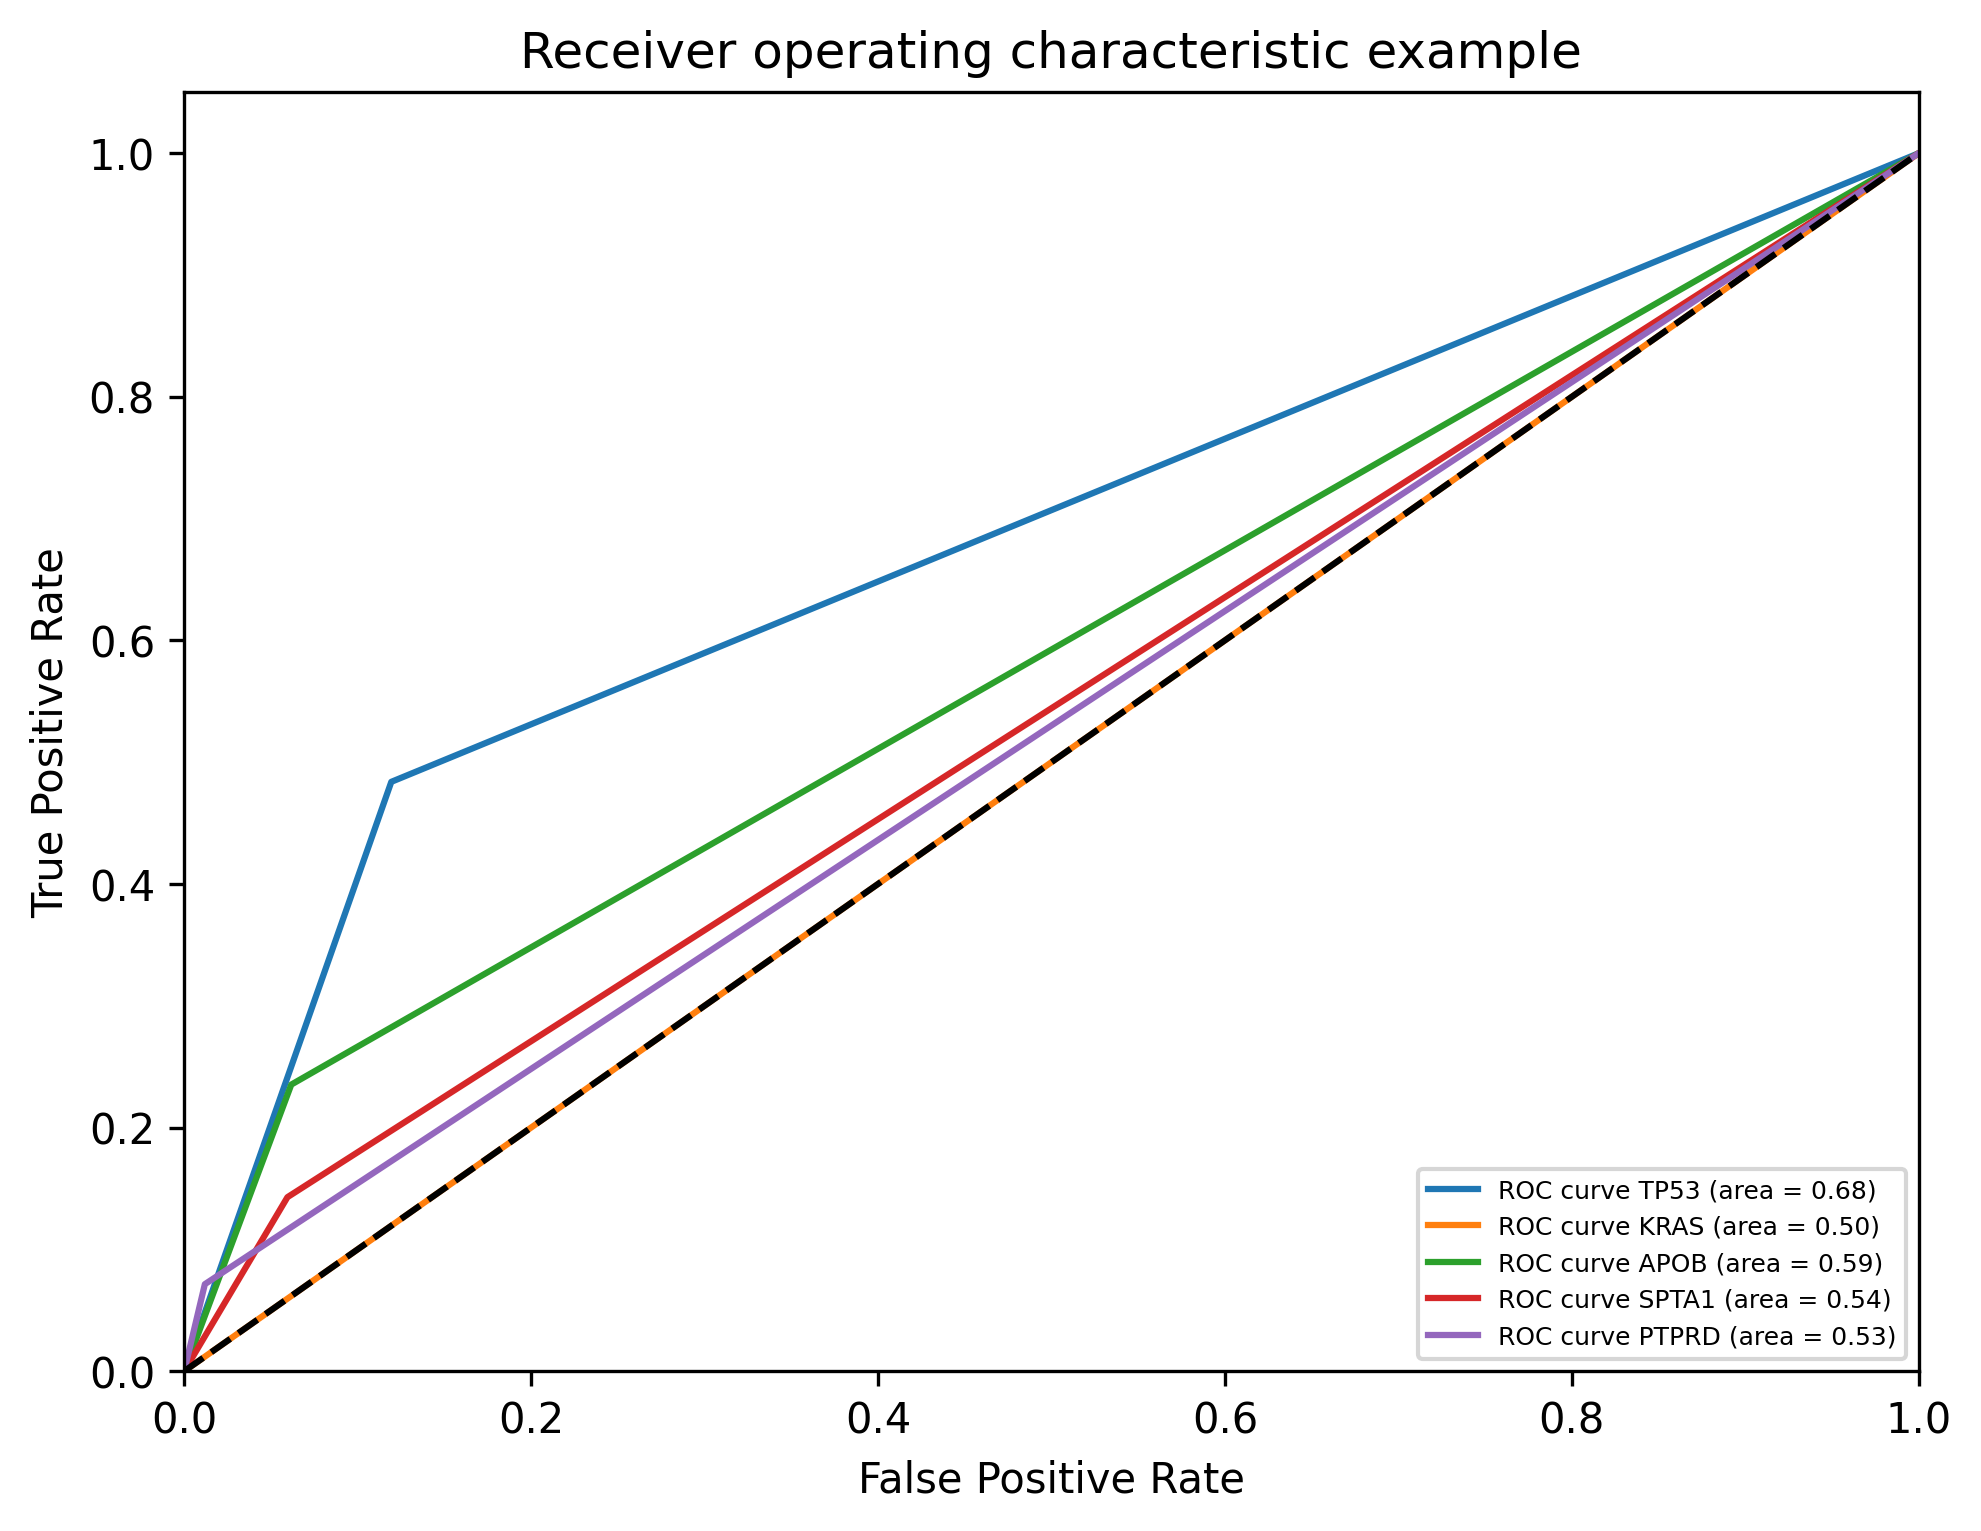 Receiver operating characteristic example
1.0
0.8
0.6
0.4
0.2
0.0
True Positive Rate
ROC curve TP53 (area = 0.68)
ROC curve KRAS (area = 0.50)
ROC curve APOB (area = 0.59)
ROC curve SPTA1 (area = 0.54)
ROC curve PTPRD (area = 0.53)
0.0 0.2 0.4 0.6 0.8 1.0
False Positive Rate